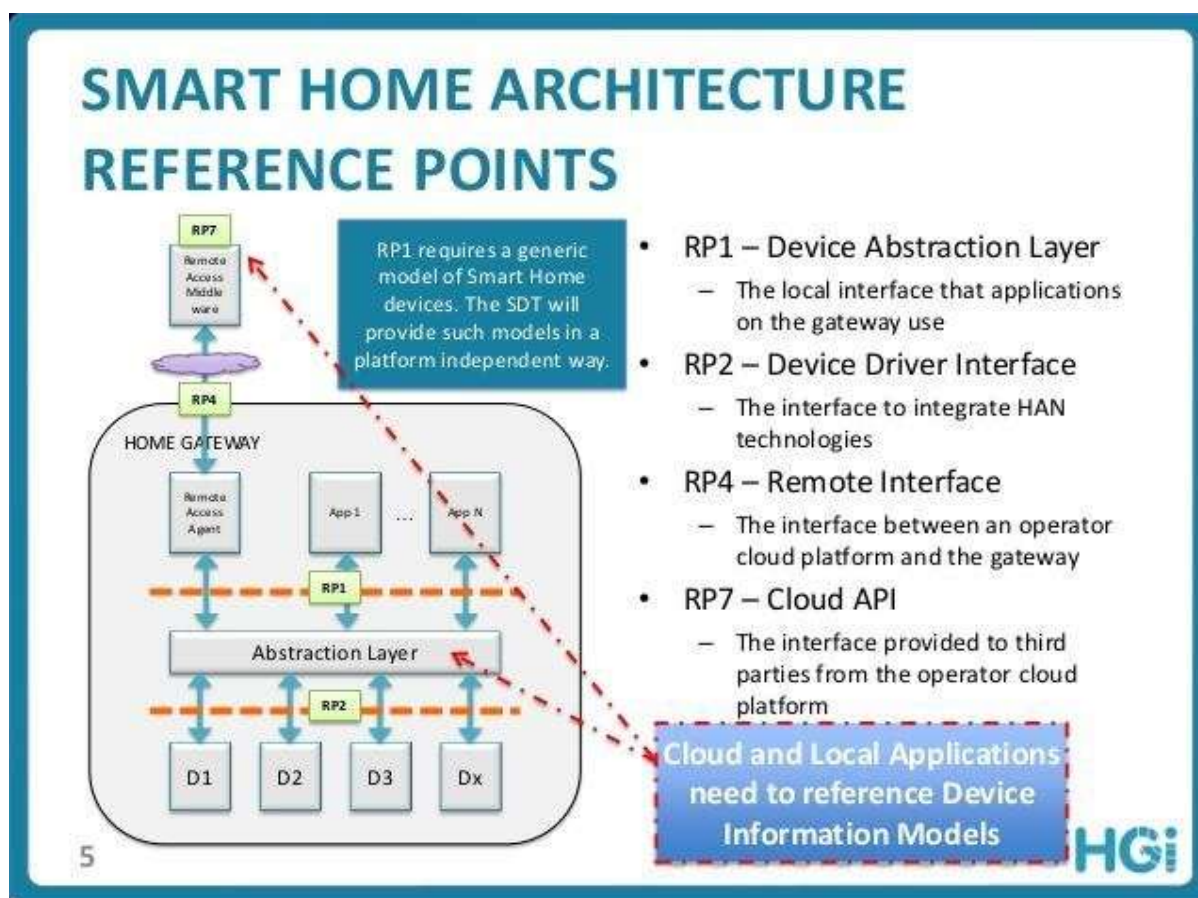 SMART HOME ARCHITECTURE
REFERENCE POINTS
RP7
Remote
Access
Middle
ware
RP4
HOME GATEWAY
Remote
Access
Agent
App 1
...
App N
RP1
Abstraction Layer
RP2
D1
D2
D3
Dx
RP1 requires a generic
model of Smart Home
devices. The SDT will
provide such models in a
platform independent way.
• RP1 – Device Abstraction Layer
– The local interface that applications
on the gateway use
• RP2 – Device Driver Interface
– The interface to integrate HAN
technologies
• RP4 – Remote Interface
– The interface between an operator
cloud platform and the gateway
• RP7 – Cloud API
– The interface provided to third
parties from the operator cloud
platform
Cloud and Local Applications
need to reference Device
Information Models
5
HGi